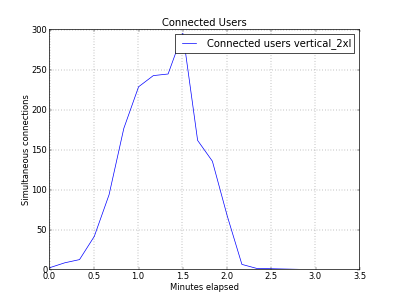 Connected Users
Connected users vertical_2xl
Simultaneous connections
300
250
200
150
100
50
0
0.0 0.5 1.0 1.5 2.0 2.5 3.0 3.5
Minutes elapsed